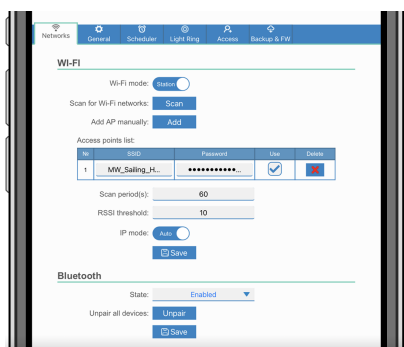 Networks General Scheduler Light Ring Access Backup & FW
WI-FI
Wi-Fi mode: Station
Scan for Wi-Fi networks: Scan
Add AP manually: Add
Access points list:
№ SSID Password Use Delete
1 MW_Sailing_H... •••••••••••...
Scan period(s): 60
RSSI threshold: 10
IP mode: Auto
Save
Bluetooth
State: Enabled
Unpair all devices: Unpair
Save